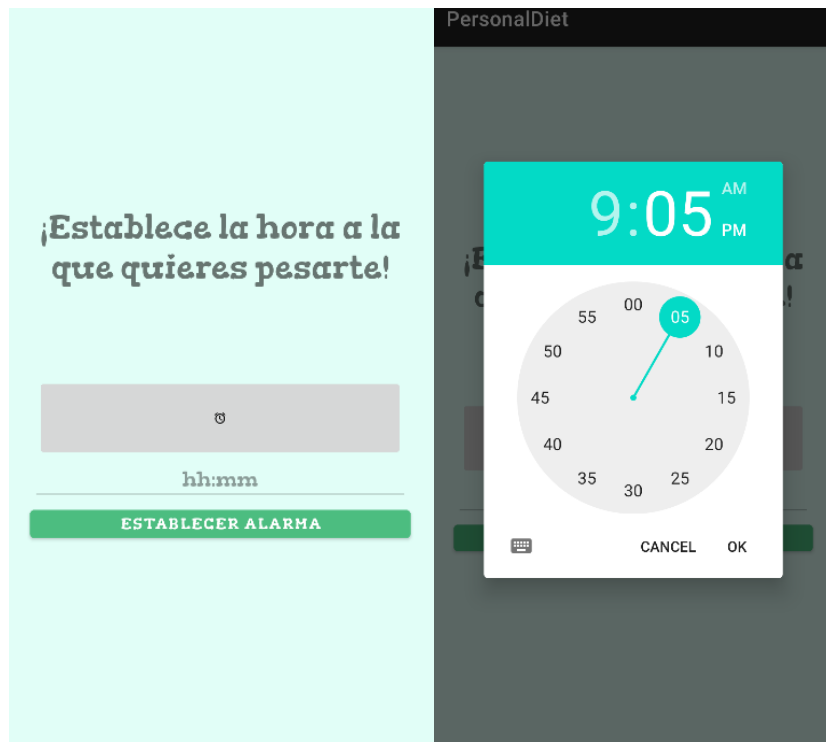 ¡Establece la hora a la
que quieres pesarte!
hh:mm
ESTABLECER ALARMA
PersonalDiet
9:05
AM
PM
00
05
10
15
20
25
30
35
40
45
50
55
CANCEL
OK